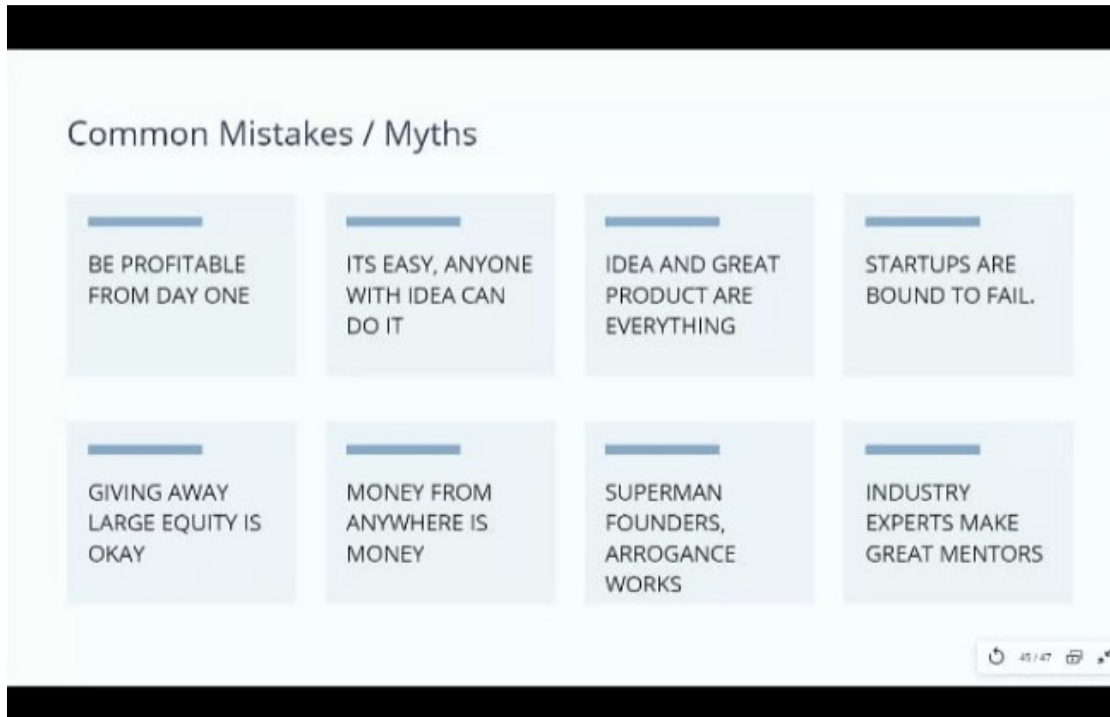 Common Mistakes / Myths
BE PROFITABLE
FROM DAY ONE
ITS EASY, ANYONE
WITH IDEA CAN
DO IT
IDEA AND GREAT
PRODUCT ARE
EVERYTHING
STARTUPS ARE
BOUND TO FAIL.
GIVING AWAY
LARGE EQUITY IS
OKAY
MONEY FROM
ANYWHERE IS
MONEY
SUPERMAN
FOUNDERS,
ARROGANCE
WORKS
INDUSTRY
EXPERTS MAKE
GREAT MENTORS
45 / 47